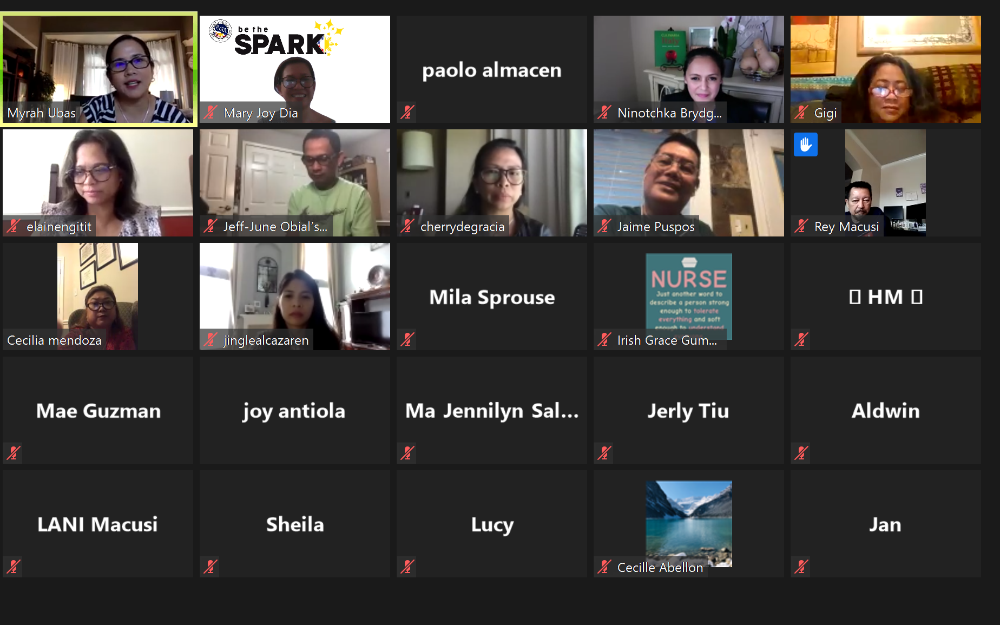 be the
SPARK
Myrah Ubas
Mary Joy Dia
paolo almacen
CULINARIA
Italy
Ninotchka Brydg...
Gigi
elainengitit
Jeff-June Obial's...
cherrydegracia
Jaime Puspos
Rey Macusi
Cecilia mendoza
jinglealcazaren
Mila Sprouse
NURSE
Just another word to
describe a person strong
enough to tolerate
everything and soft
enough to understand
Irish Grace Gum...
HM
Mae Guzman
joy antiola
Ma Jennilyn Sal...
Jerly Tiu
Aldwin
LANI Macusi
Sheila
Lucy
Cecille Abellon
Jan